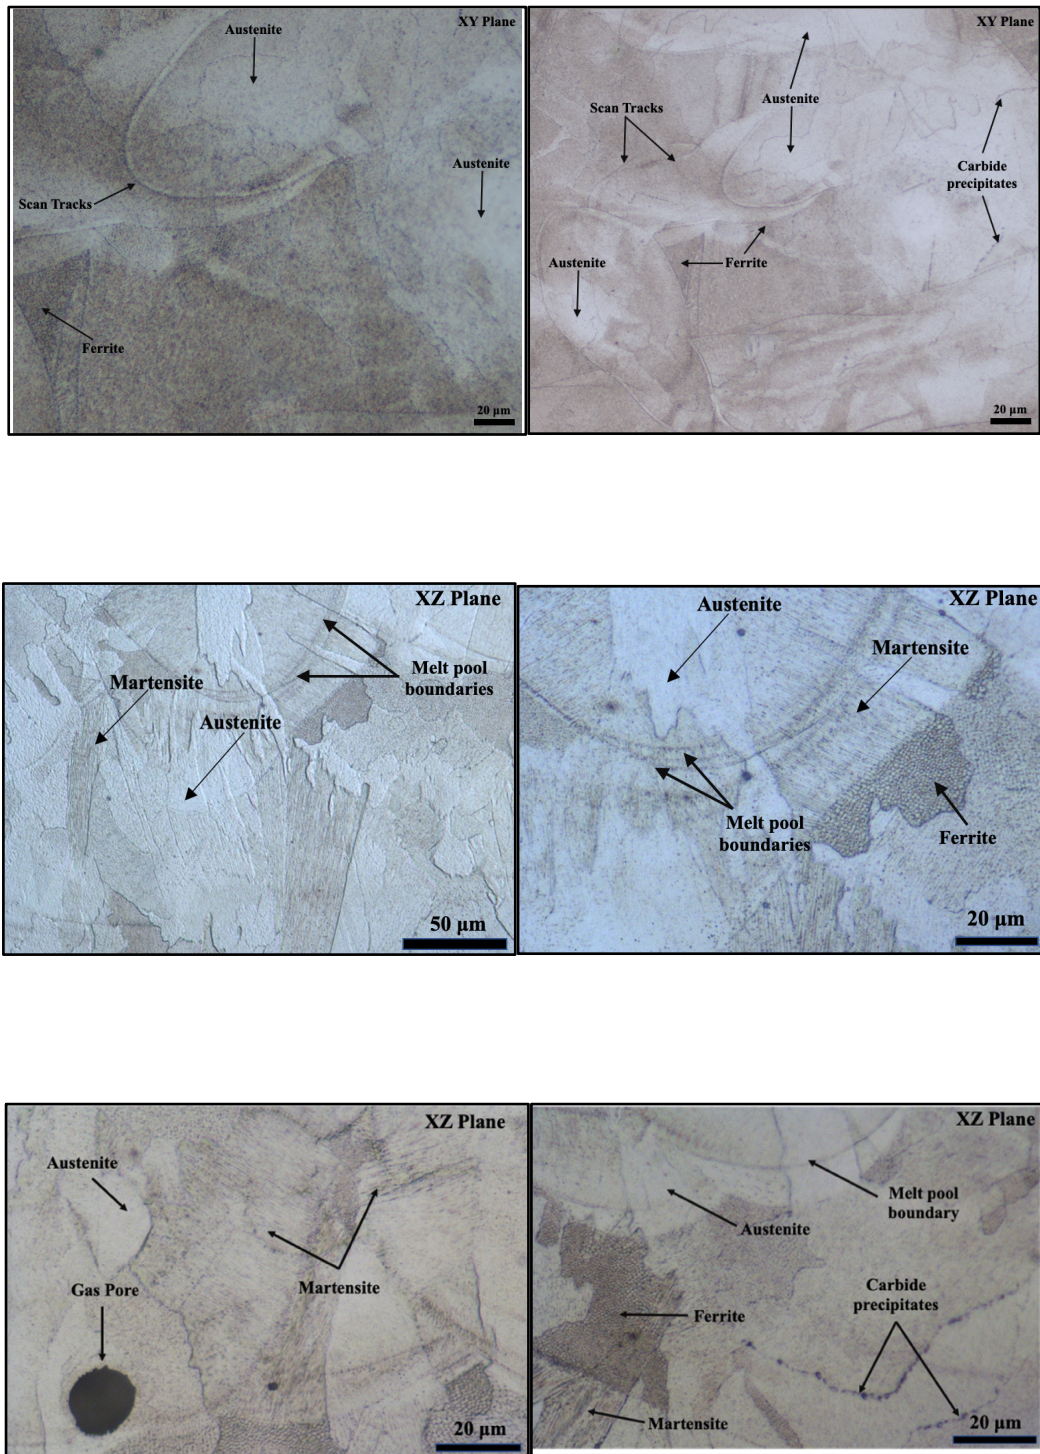 XY Plane
Austenite
Austenite
Scan Tracks
Ferrite
20 µm
XY Plane
Austenite
Scan Tracks
Carbide
precipitates
Austenite
Ferrite
20 µm
XZ Plane
Melt pool
boundaries
Martensite
Austenite
50 µm
XZ Plane
Austenite
Martensite
Melt pool
boundaries
Ferrite
20 µm
XZ Plane
Austenite
Gas Pore
Martensite
20 µm
XZ Plane
Melt pool
boundary
Austenite
Carbide
precipitates
Ferrite
Martensite
20 µm